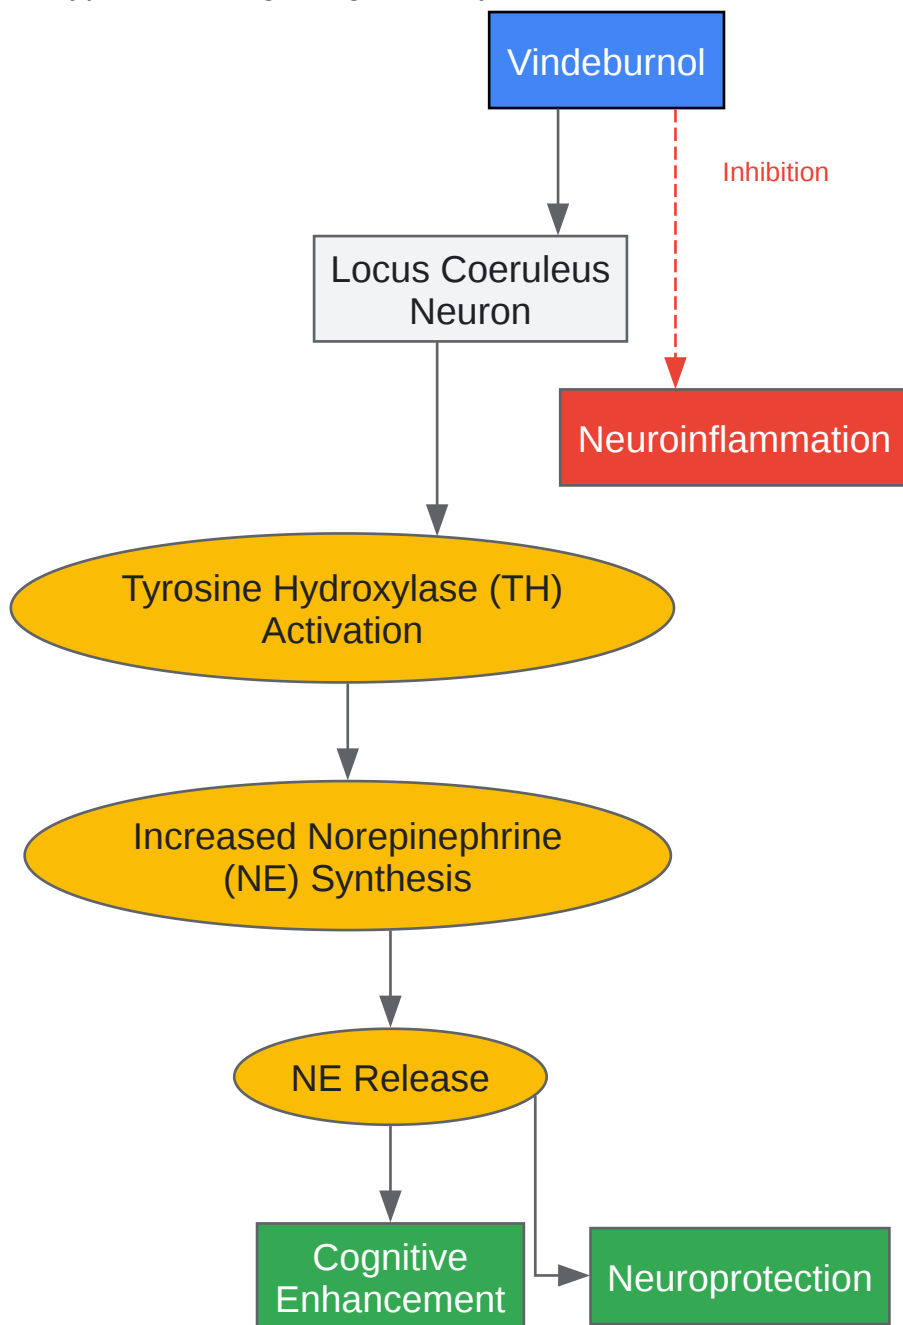 Vindeburnol
Inhibition
Locus Coeruleus
Neuron
Neuroinflammation
Tyrosine Hydroxylase (TH)
Activation
Increased Norepinephrine
(NE) Synthesis
NE Release
Cognitive
Enhancement
Neuroprotection